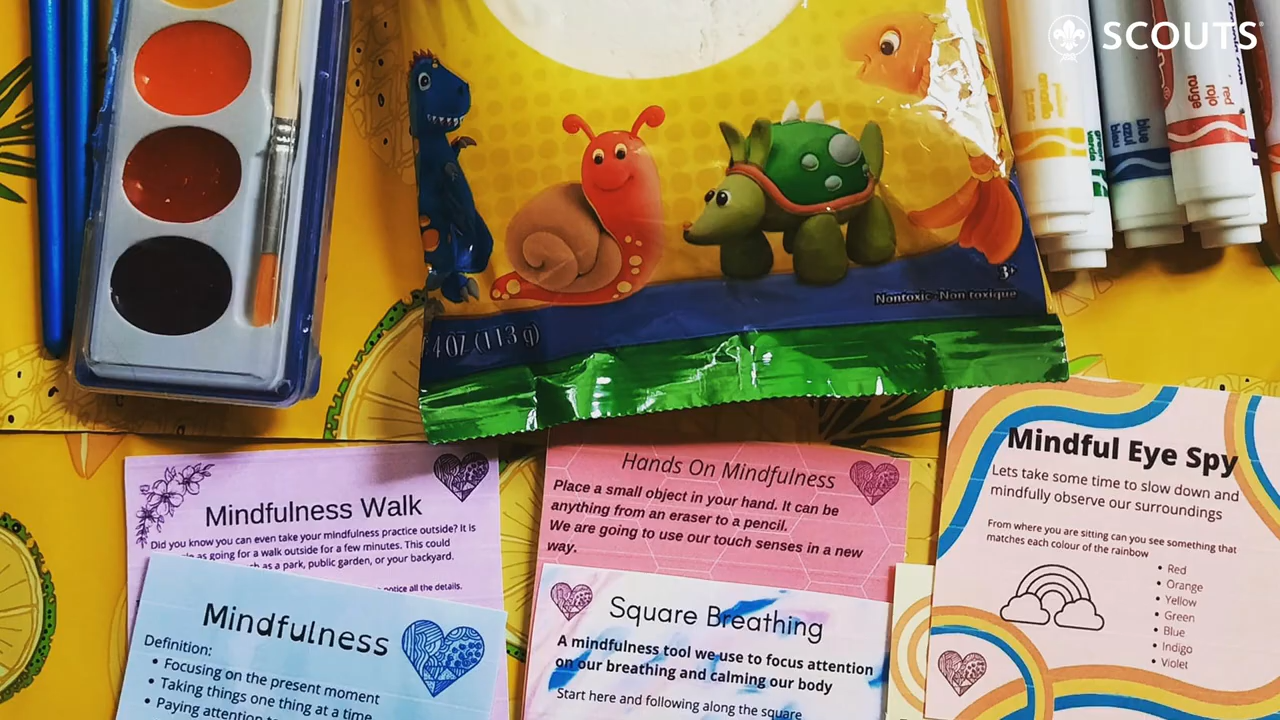 SCOUTS
amarillo
jaune
green
verde
blue
azul
bleu
red
rojo
rouge
3+
Nontoxic • Non toxique
4 OZ (113 g)
Mindfulness Walk
Did you know you can even take your mindfulness practice outside? It is
as going for a walk outside for a few minutes. This could
as a park, public garden, or your backyard.
notice all the details.
Mindfulness
Definition:
• Focusing on the present moment
• Taking things one thing at a time
• Paying attention
Hands On Mindfulness
Place a small object in your hand. It can be
anything from an eraser to a pencil.
We are going to use our touch senses in a new
way.
Square Breathing
A mindfulness tool we use to focus attention
on our breathing and calming our body
Start here and following along the square
Mindful Eye Spy
Lets take some time to slow down and
mindfully observe our surroundings
From where you are sitting can you see something that
matches each colour of the rainbow
• Red
• Orange
• Yellow
• Green
• Blue
• Indigo
• Violet